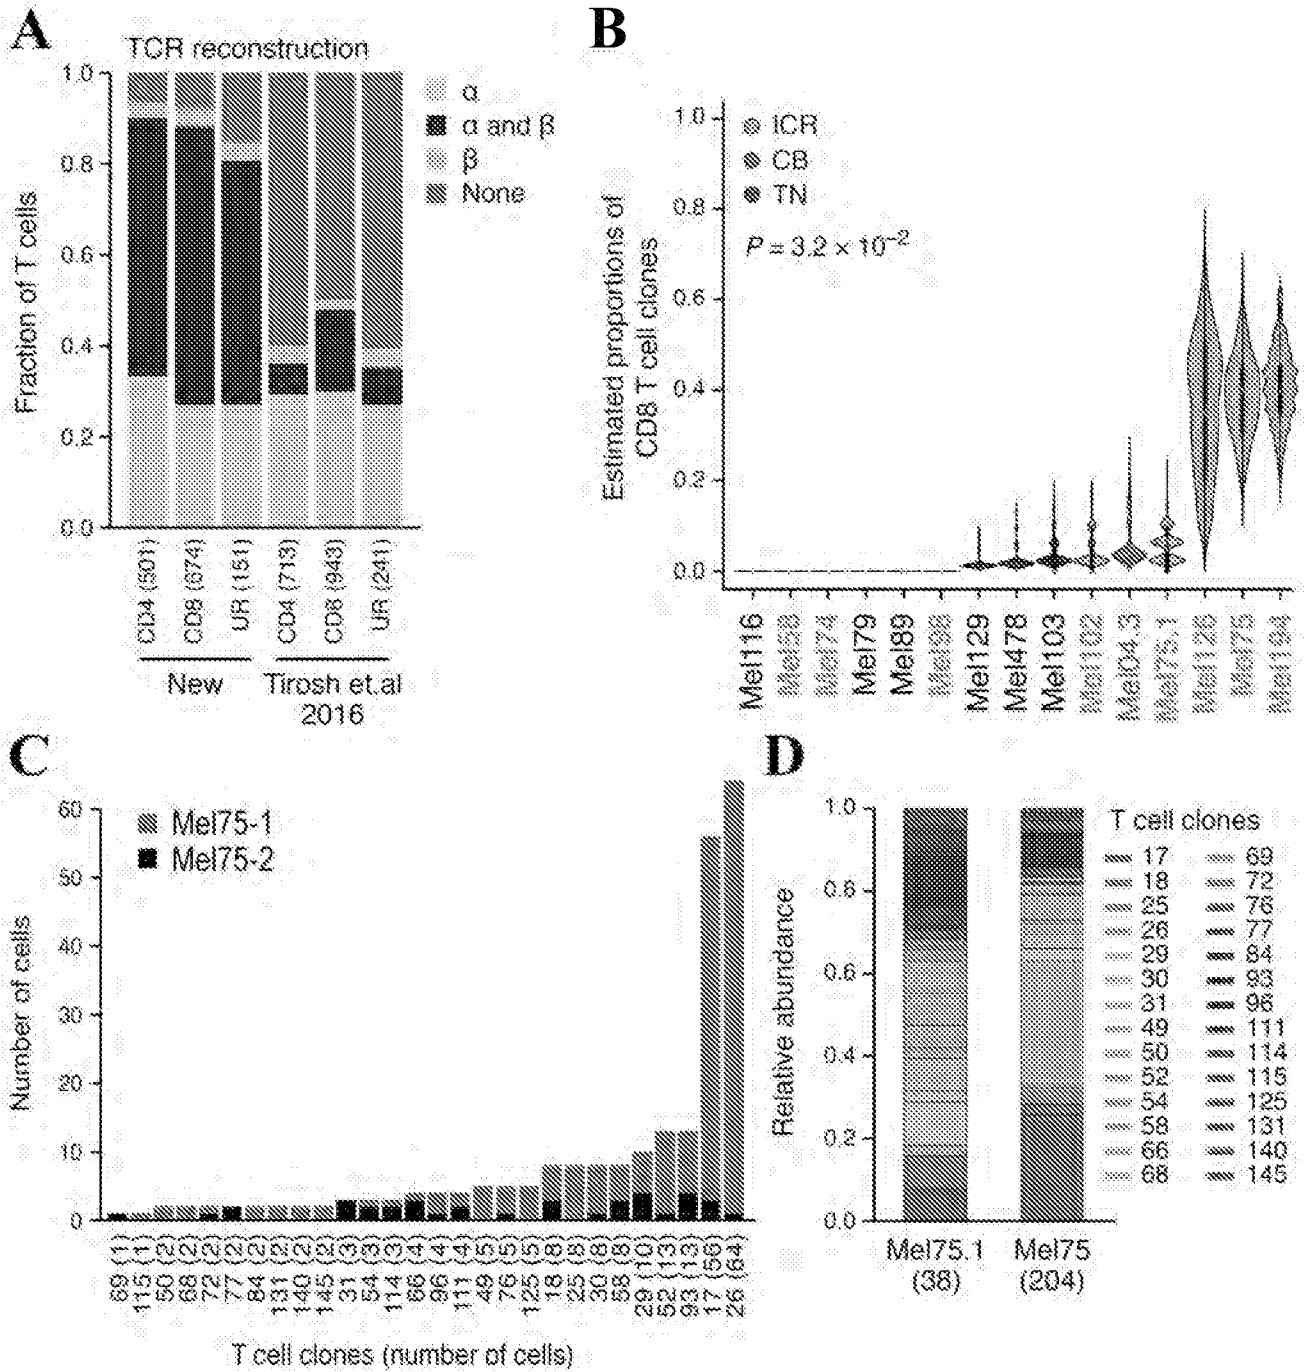 A
TCR reconstruction
Fraction of T cells
1.0
0.8
0.6
0.4
0.2
0.0
α
α and β
β
None
CD4 (501)
CD8 (674)
UR (151)
CD4 (713)
CD8 (943)
UR (241)
New
Tirosh et.al
2016
B
Estimated proportions of
CD8 T cell clones
1.0
0.8
0.6
0.4
0.2
0.0
ICR
CB
TN
P = 3.2 × 10⁻²
Mel116
Mel58
Mel74
Mel79
Mel89
Mel98
Mel129
Mel478
Mel103
Mel102
Mel04.3
Mel75.1
Mel126
Mel75
Mel194
C
Number of cells
60
50
40
30
20
10
0
Mel75-1
Mel75-2
69 (1)
115 (1)
50 (2)
68 (2)
72 (2)
77 (2)
84 (2)
131 (2)
140 (2)
145 (2)
31 (3)
54 (3)
114 (3)
66 (4)
96 (4)
111 (4)
49 (5)
76 (5)
125 (5)
18 (8)
25 (8)
30 (8)
58 (8)
29 (10)
52 (13)
93 (13)
17 (56)
26 (64)
T cell clones (number of cells)
D
Relative abundance
1.0
0.8
0.6
0.4
0.2
0.0
Mel75.1
(38)
Mel75
(204)
T cell clones
17 69
18 72
25 76
26 77
29 84
30 93
31 96
49 111
50 114
52 115
54 125
58 131
66 140
68 145